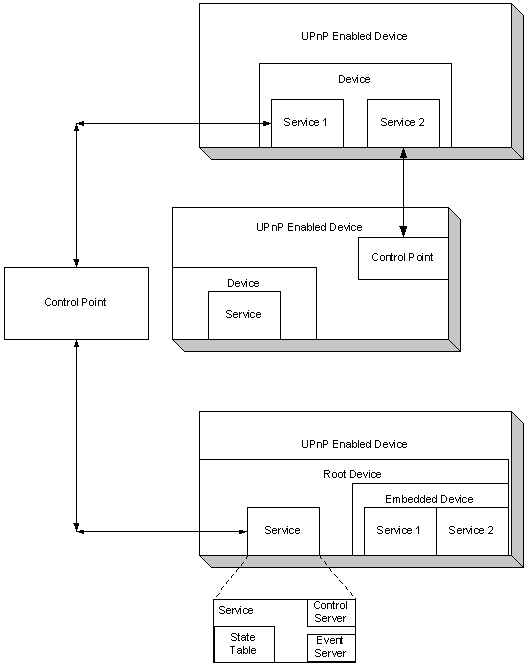 UPnP Enabled Device
Device
Service 1
Service 2
UPnP Enabled Device
Control Point
Device
Service
Control Point
UPnP Enabled Device
Root Device
Embedded Device
Service
Service 1
Service 2
Service
Control
Server
State
Table
Event
Server